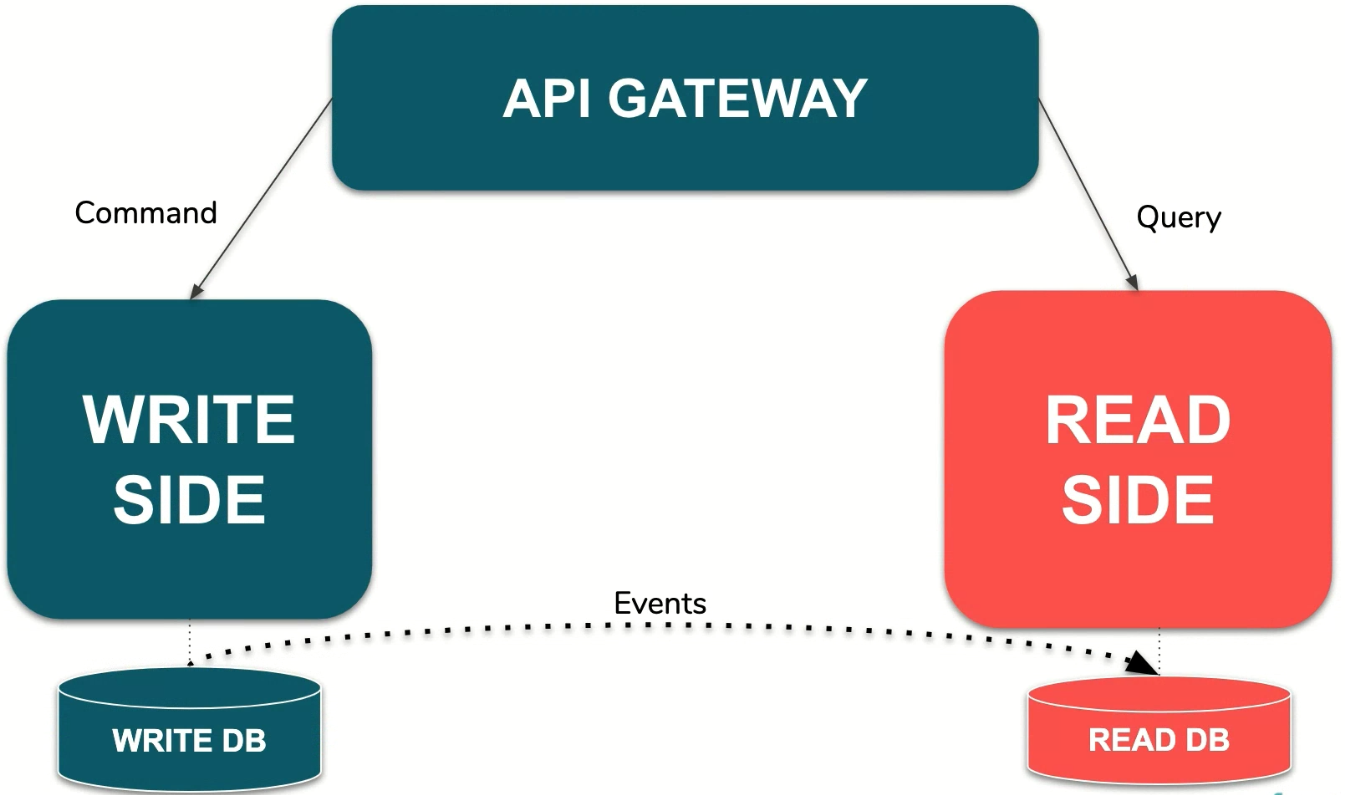 API GATEWAY
Command
Query
WRITE
SIDE
READ
SIDE
Events
WRITE DB
READ DB